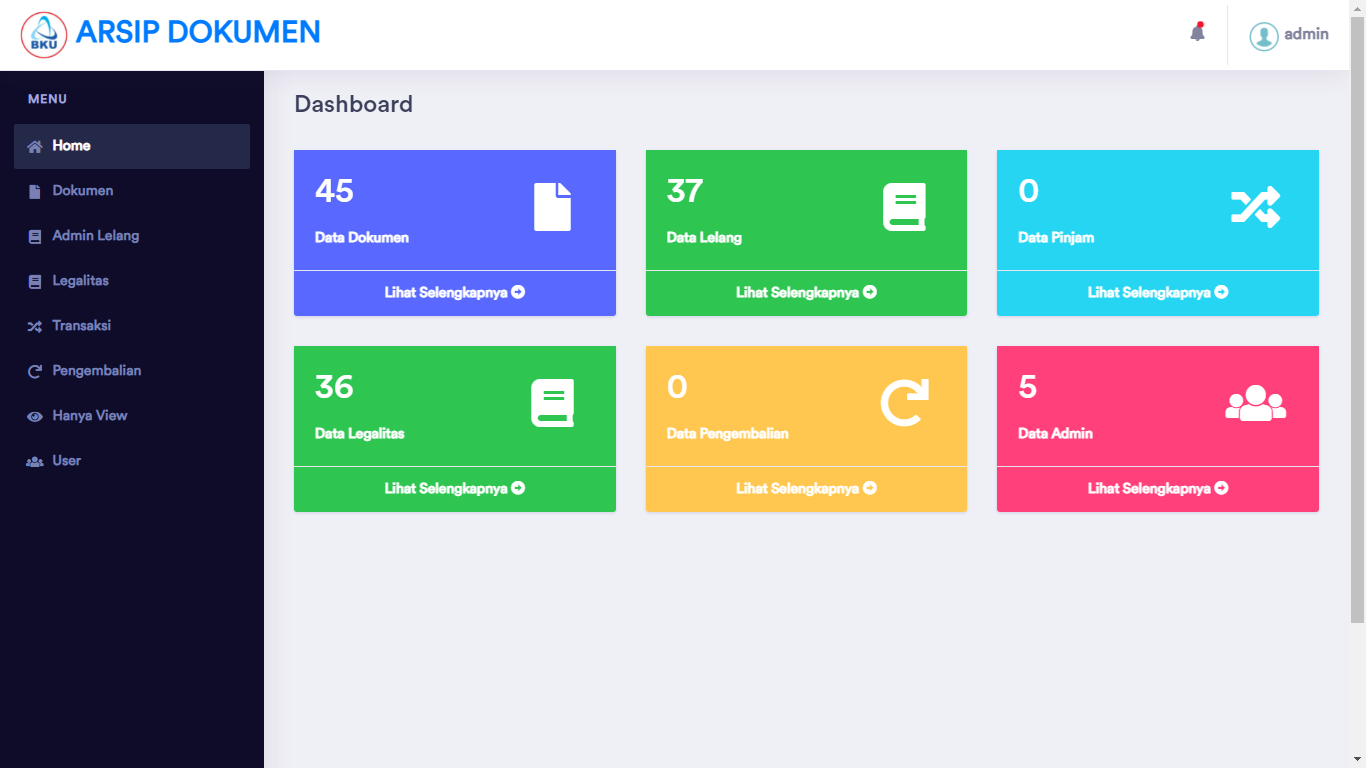 BKU
ARSIP DOKUMEN
admin
MENU
Home
Dokumen
Admin Lelang
Legalitas
Transaksi
Pengembalian
Hanya View
User
Dashboard
45
Data Dokumen
Lihat Selengkapnya
37
Data Lelang
Lihat Selengkapnya
0
Data Pinjam
Lihat Selengkapnya
36
Data Legalitas
Lihat Selengkapnya
0
Data Pengembalian
Lihat Selengkapnya
5
Data Admin
Lihat Selengkapnya